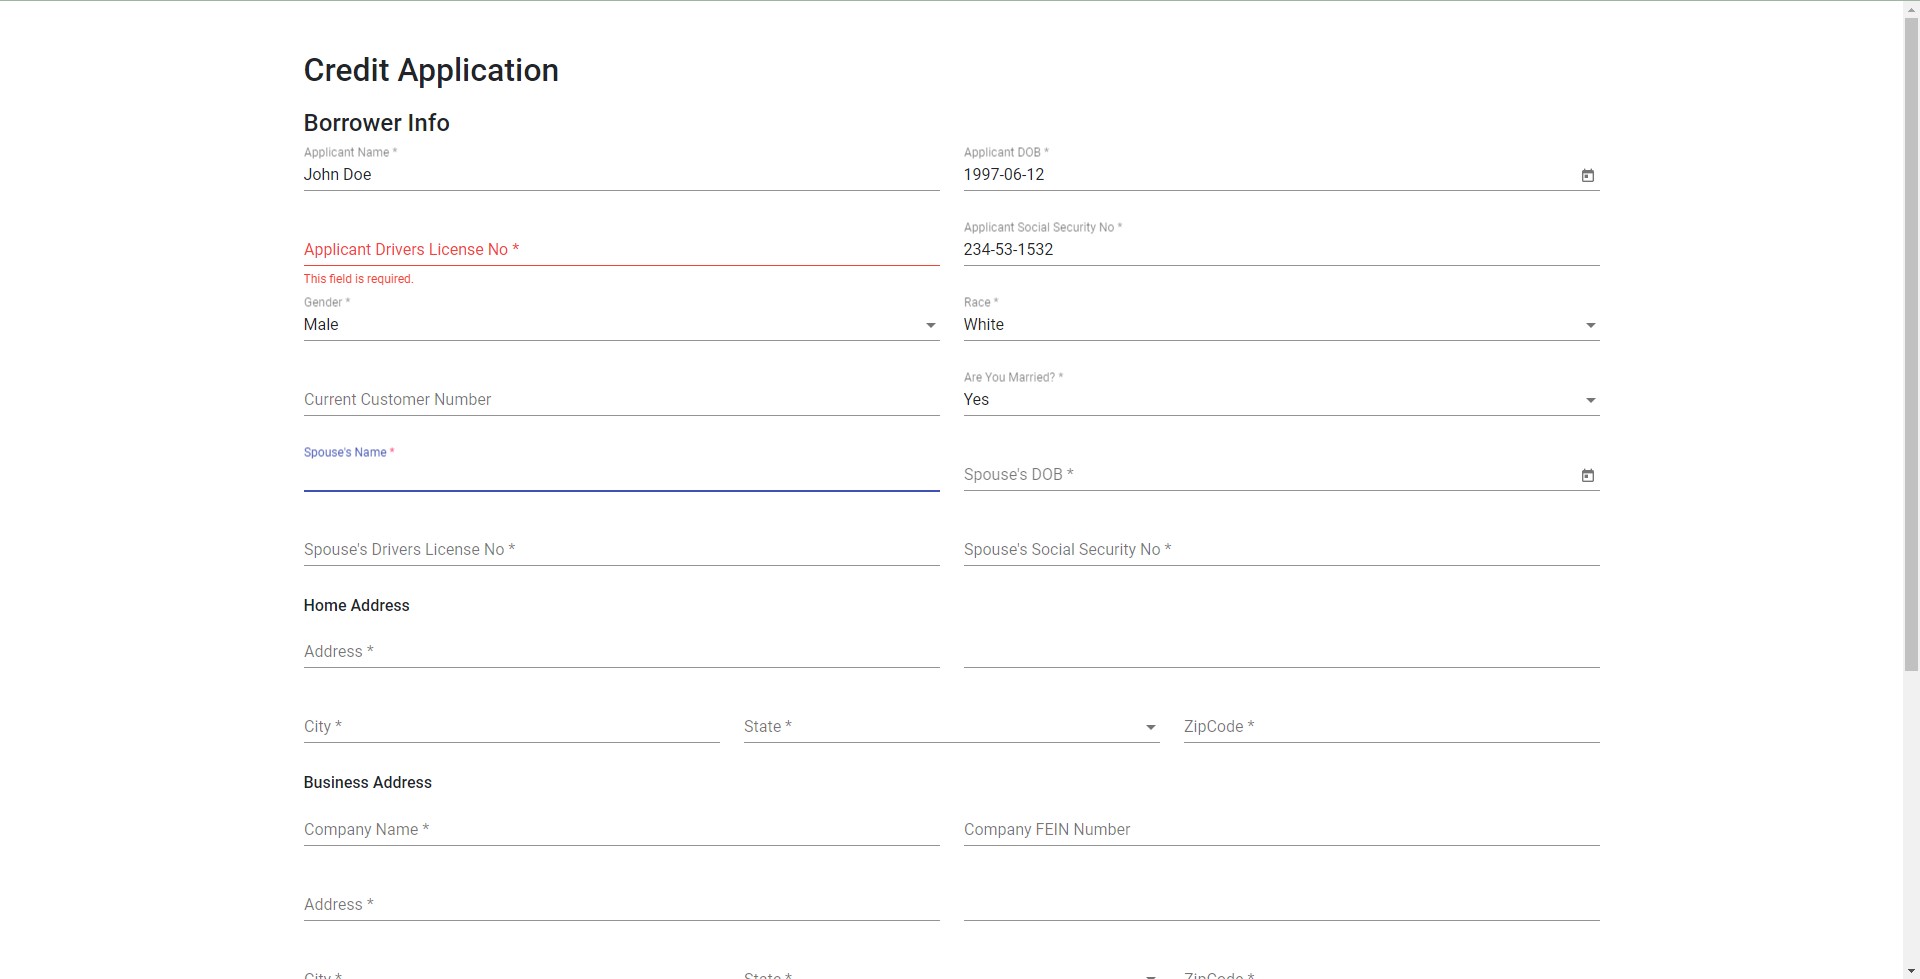 Credit Application
Borrower Info
Applicant Name *
John Doe
Applicant DOB *
1997-06-12
Applicant Drivers License No *
This field is required.
Applicant Social Security No *
234-53-1532
Gender *
Male
Race *
White
Current Customer Number
Are You Married? *
Yes
Spouse's Name *
Spouse's DOB *
Spouse's Drivers License No *
Spouse's Social Security No *
Home Address
Address *
City *
State *
ZipCode *
Business Address
Company Name *
Company FEIN Number
Address *
City *
State *
ZipCode *